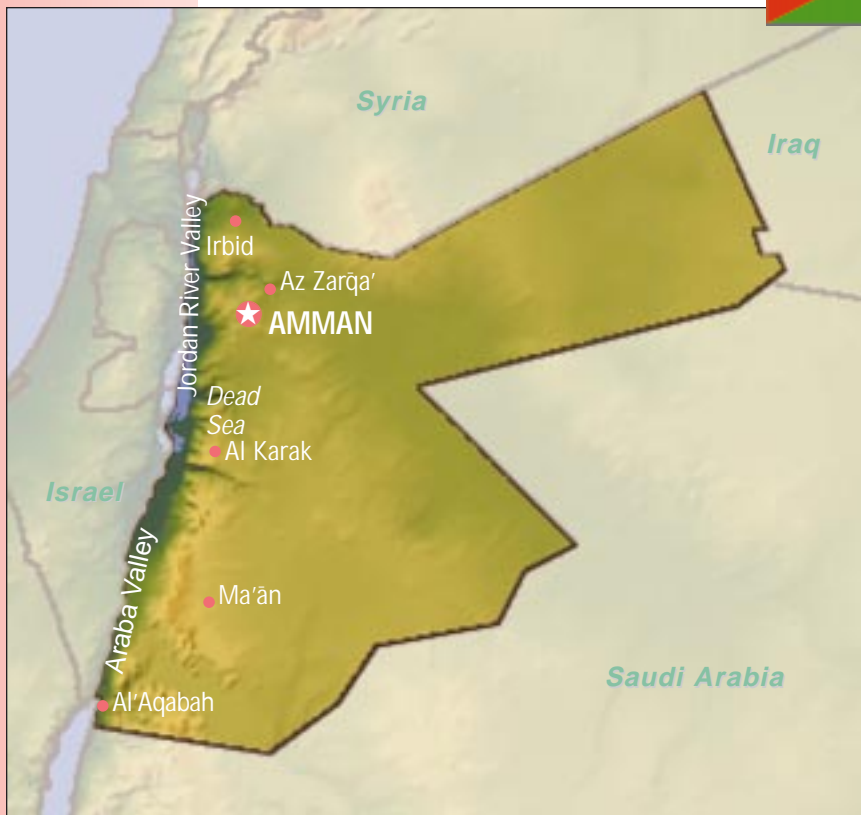 Syria
Iraq
Jordan River Valley
Irbid
Az Zarqa'
AMMAN
Dead
Sea
Al Karak
Israel
Araba Valley
Ma'ān
Saudi Arabia
Al'Aqabah